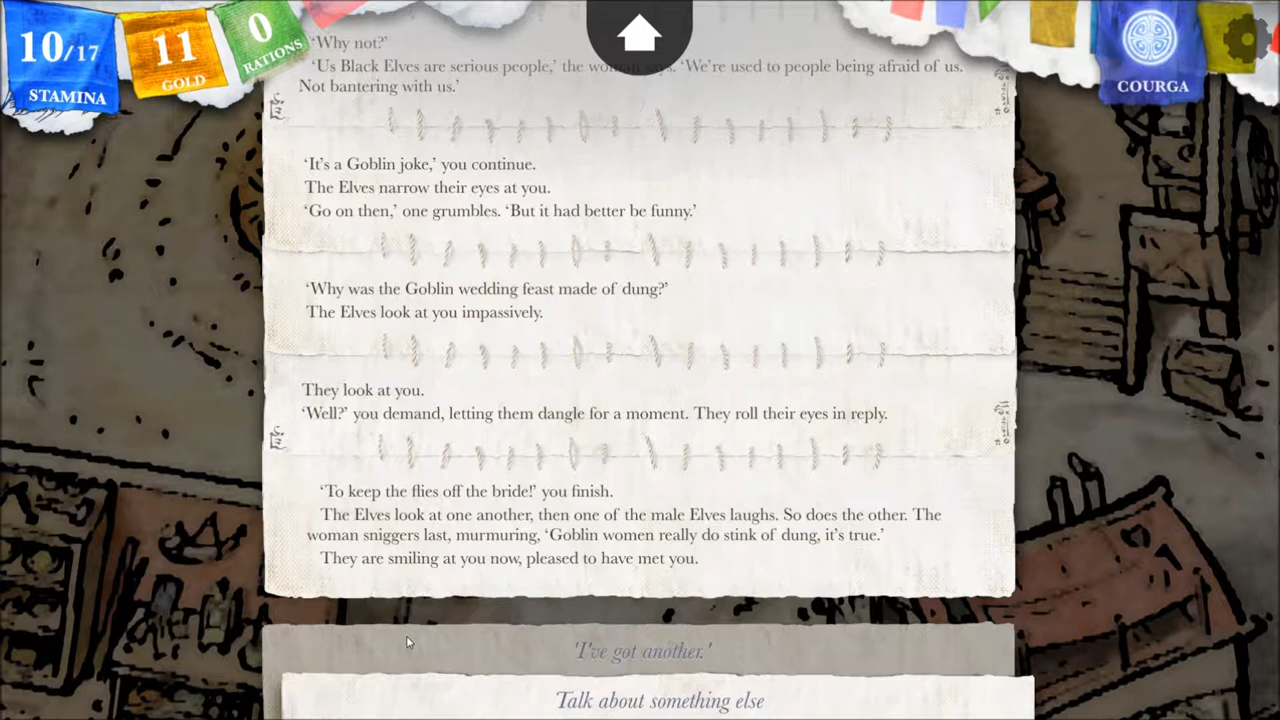 10/17
STAMINA
11
GOLD
0
RATIONS
COURGA
‘Why not?’
‘Us Black Elves are serious people,’ the woman says. ‘We’re used to people being afraid of us.
Not bantering with us.’
‘It’s a Goblin joke,’ you continue.
The Elves narrow their eyes at you.
‘Go on then,’ one grumbles. ‘But it had better be funny.’
‘Why was the Goblin wedding feast made of dung?’
The Elves look at you impassively.
They look at you.
‘Well?’ you demand, letting them dangle for a moment. They roll their eyes in reply.
‘To keep the flies off the bride!’ you finish.
The Elves look at one another, then one of the male Elves laughs. So does the other. The
woman sniggers last, murmuring, ‘Goblin women really do stink of dung, it’s true.’
They are smiling at you now, pleased to have met you.
'I've got another.'
Talk about something else